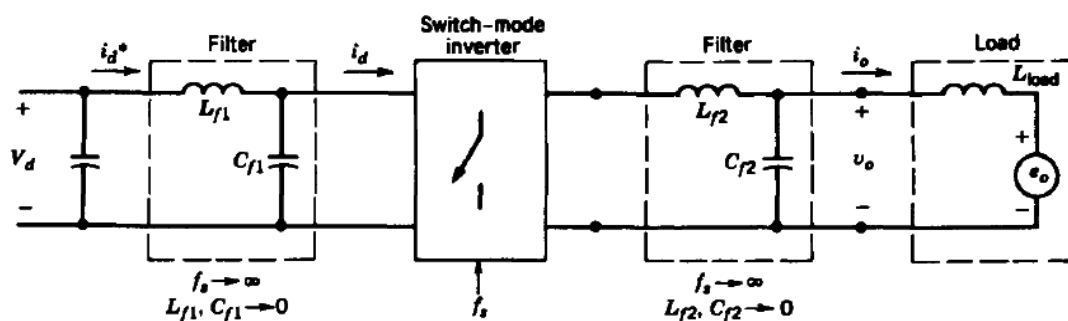 Switch-mode
inverter
Filter
Filter
Load
i_d*
i_d
i_o
L_load
L_f1
L_f2
+
V_d
−
C_f1
C_f2
+
v_o
−
+
e_o
−
f_s → ∞
L_f1, C_f1 → 0
f_s
f_s → ∞
L_f2, C_f2 → 0